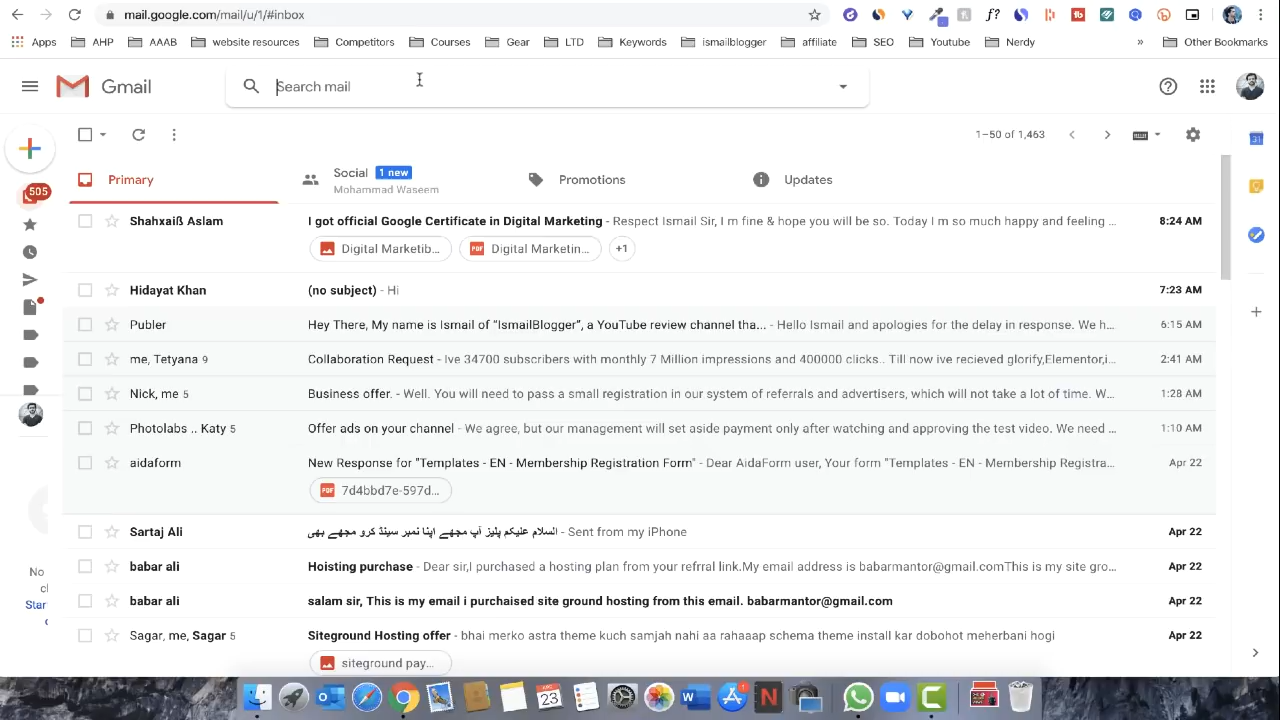 mail.google.com/mail/u/1/#inbox
f?
Apps AHP AAAB website resources Competitors Courses Gear LTD Keywords ismailblogger affiliate SEO Youtube Nerdy » Other Bookmarks
Gmail Search mail
1–50 of 1,463
31
505
Primary
Social 1 new
Mohammad Waseem
Promotions
Updates
Shahxaiß Aslam I got official Google Certificate in Digital Marketing - Respect Ismail Sir, I m fine & hope you will be so. Today I m so much happy and feeling ... 8:24 AM
Digital Marketib... PDF Digital Marketin... +1
Hidayat Khan (no subject) - Hi 7:23 AM
Publer Hey There, My name is Ismail of "IsmailBlogger", a YouTube review channel tha... - Hello Ismail and apologies for the delay in response. We h... 6:15 AM
me, Tetyana 9 Collaboration Request - Ive 34700 subscribers with monthly 7 Million impressions and 400000 clicks.. Till now ive recieved glorify,Elementor,i... 2:41 AM
Nick, me 5 Business offer. - Well. You will need to pass a small registration in our system of referrals and advertisers, which will not take a lot of time. W... 1:28 AM
Photolabs .. Katy 5 Offer ads on your channel - We agree, but our management will set aside payment only after watching and approving the test video. We need ... 1:10 AM
aidaform New Response for "Templates - EN - Membership Registration Form" - Dear AidaForm user, Your form "Templates - EN - Membership Registra... Apr 22
PDF 7d4bbd7e-597d...
Sartaj Ali السلام علیکم پلیز آپ مجھے اپنا نمبر سینڈ کرو مجھے بھی - Sent from my iPhone Apr 22
babar ali Hoisting purchase - Dear sir,I purchased a hosting plan from your refrral link.My email address is babarmantor@gmail.comThis is my site gro... Apr 22
babar ali salam sir, This is my email i purchaised site ground hosting from this email. babarmantor@gmail.com Apr 22
Sagar, me, Sagar 5 Siteground Hosting offer - bhai merko astra theme kuch samjah nahi aa rahaaap schema theme install kar dobohot meherbani hogi Apr 22
siteground pay...
No
Star
23